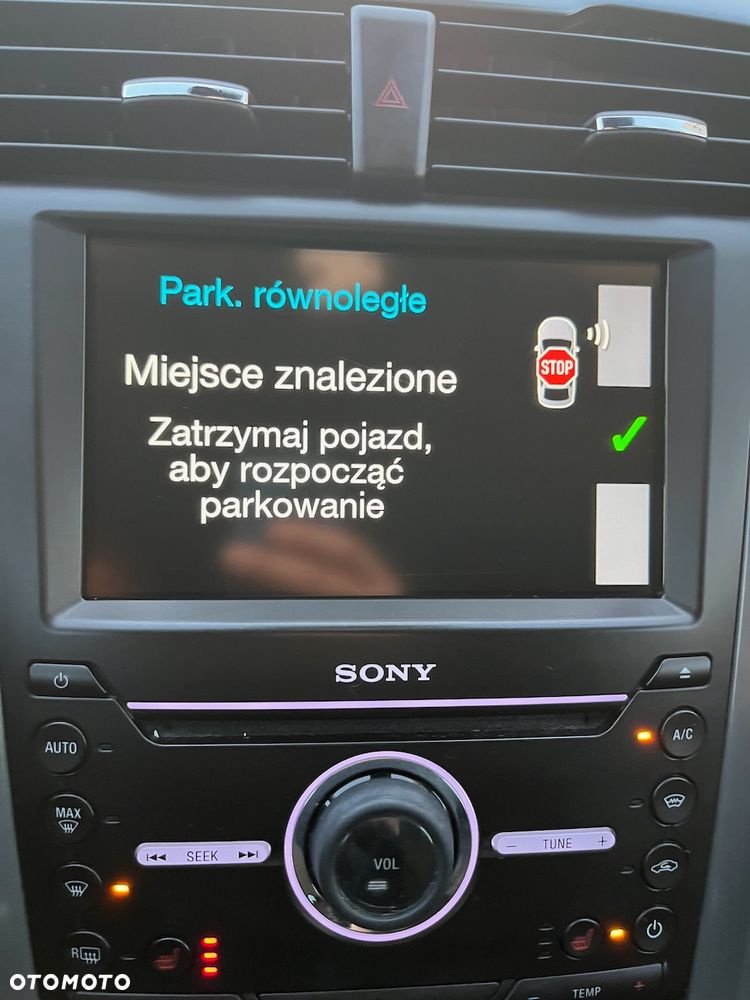 Park. równoległe
Miejsce znalezione
STOP
Zatrzymaj pojazd,
aby rozpocząć
parkowanie
SONY
AUTO
A/C
MAX
SEEK
VOL
− TUNE +
R
TEMP +
OTOMOTO